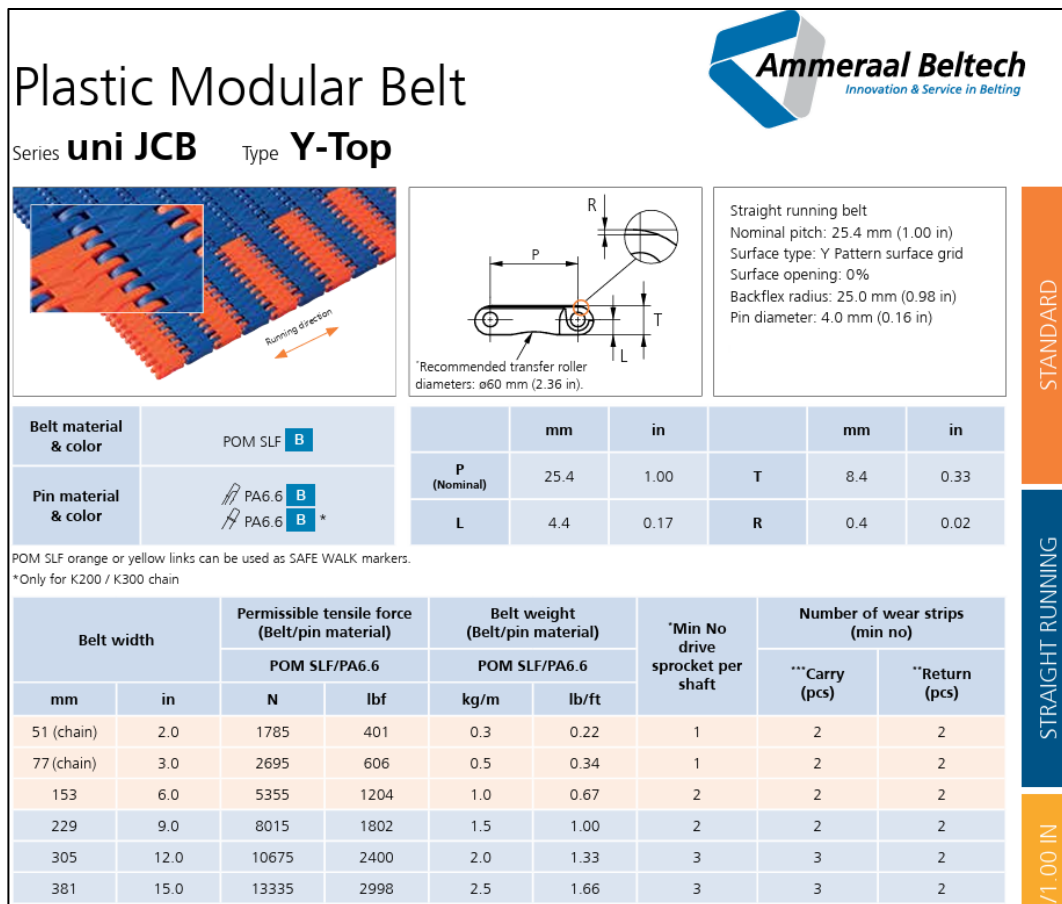 Ammeraal Beltech
Innovation & Service in Belting
Plastic Modular Belt
Series uni JCB Type Y-Top
Running direction
R
P
T
L
*Recommended transfer roller
diameters: ø60 mm (2.36 in).
Straight running belt
Nominal pitch: 25.4 mm (1.00 in)
Surface type: Y Pattern surface grid
Surface opening: 0%
Backflex radius: 25.0 mm (0.98 in)
Pin diameter: 4.0 mm (0.16 in)
STANDARD
Belt material
& color
POM SLF B
Pin material
& color
PA6.6 B
PA6.6 B *
mm in mm in
P
(Nominal)
25.4 1.00 T 8.4 0.33
L 4.4 0.17 R 0.4 0.02
POM SLF orange or yellow links can be used as SAFE WALK markers.
*Only for K200 / K300 chain
STRAIGHT RUNNING
Belt width
Permissible tensile force
(Belt/pin material)
Belt weight
(Belt/pin material)
*Min No
drive
sprocket per
shaft
Number of wear strips
(min no)
POM SLF/PA6.6 POM SLF/PA6.6
***Carry
(pcs)
**Return
(pcs)
mm in N lbf kg/m lb/ft
51 (chain) 2.0 1785 401 0.3 0.22 1 2 2
77 (chain) 3.0 2695 606 0.5 0.34 1 2 2
153 6.0 5355 1204 1.0 0.67 2 2 2
229 9.0 8015 1802 1.5 1.00 2 2 2
305 12.0 10675 2400 2.0 1.33 3 3 2
381 15.0 13335 2998 2.5 1.66 3 3 2
/1.00 IN